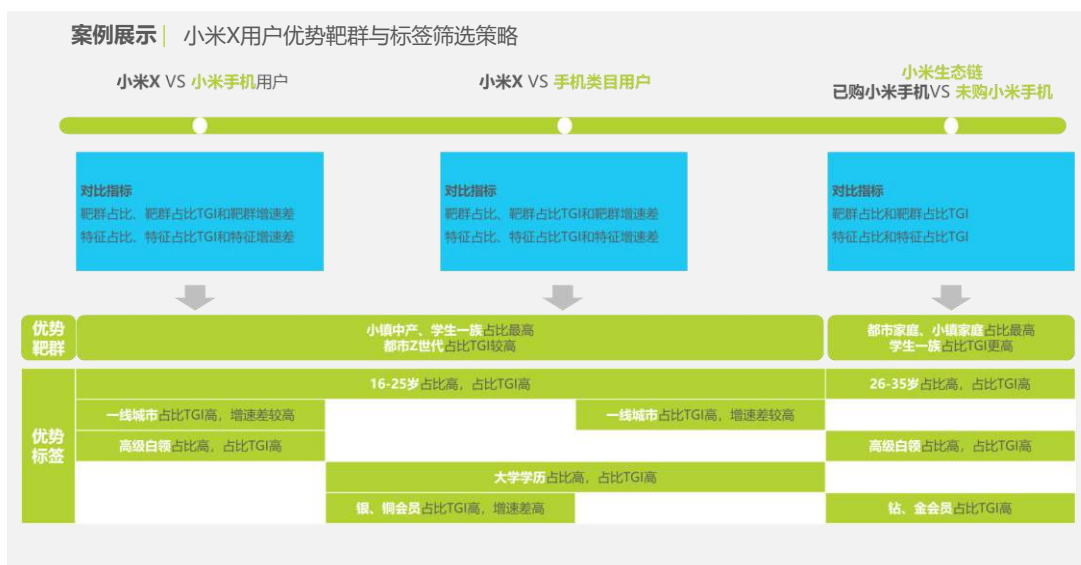 案例展示 | 小米X用户优势靶群与标签筛选策略
小米X VS 小米手机用户
小米X VS 手机类目用户
小米生态链
已购小米手机VS 未购小米手机
对比指标
靶群占比、靶群占比TGI和靶群增速差
特征占比、特征占比TGI和特征增速差
对比指标
靶群占比、靶群占比TGI和靶群增速差
特征占比、特征占比TGI和特征增速差
对比指标
靶群占比和靶群占比TGI
特征占比和特征占比TGI
优势
靶群
小镇中产、学生一族占比最高
都市Z世代占比TGI较高
都市家庭、小镇家庭占比最高
学生一族占比TGI更高
优势
标签
16-25岁占比高，占比TGI高
26-35岁占比高，占比TGI高
一线城市占比TGI高，增速差较高
一线城市占比TGI高，增速差较高
高级白领占比高，占比TGI高
高级白领占比高，占比TGI高
大学学历占比高，占比TGI高
银、铜会员占比TGI高，增速差高
钻、金会员占比TGI高